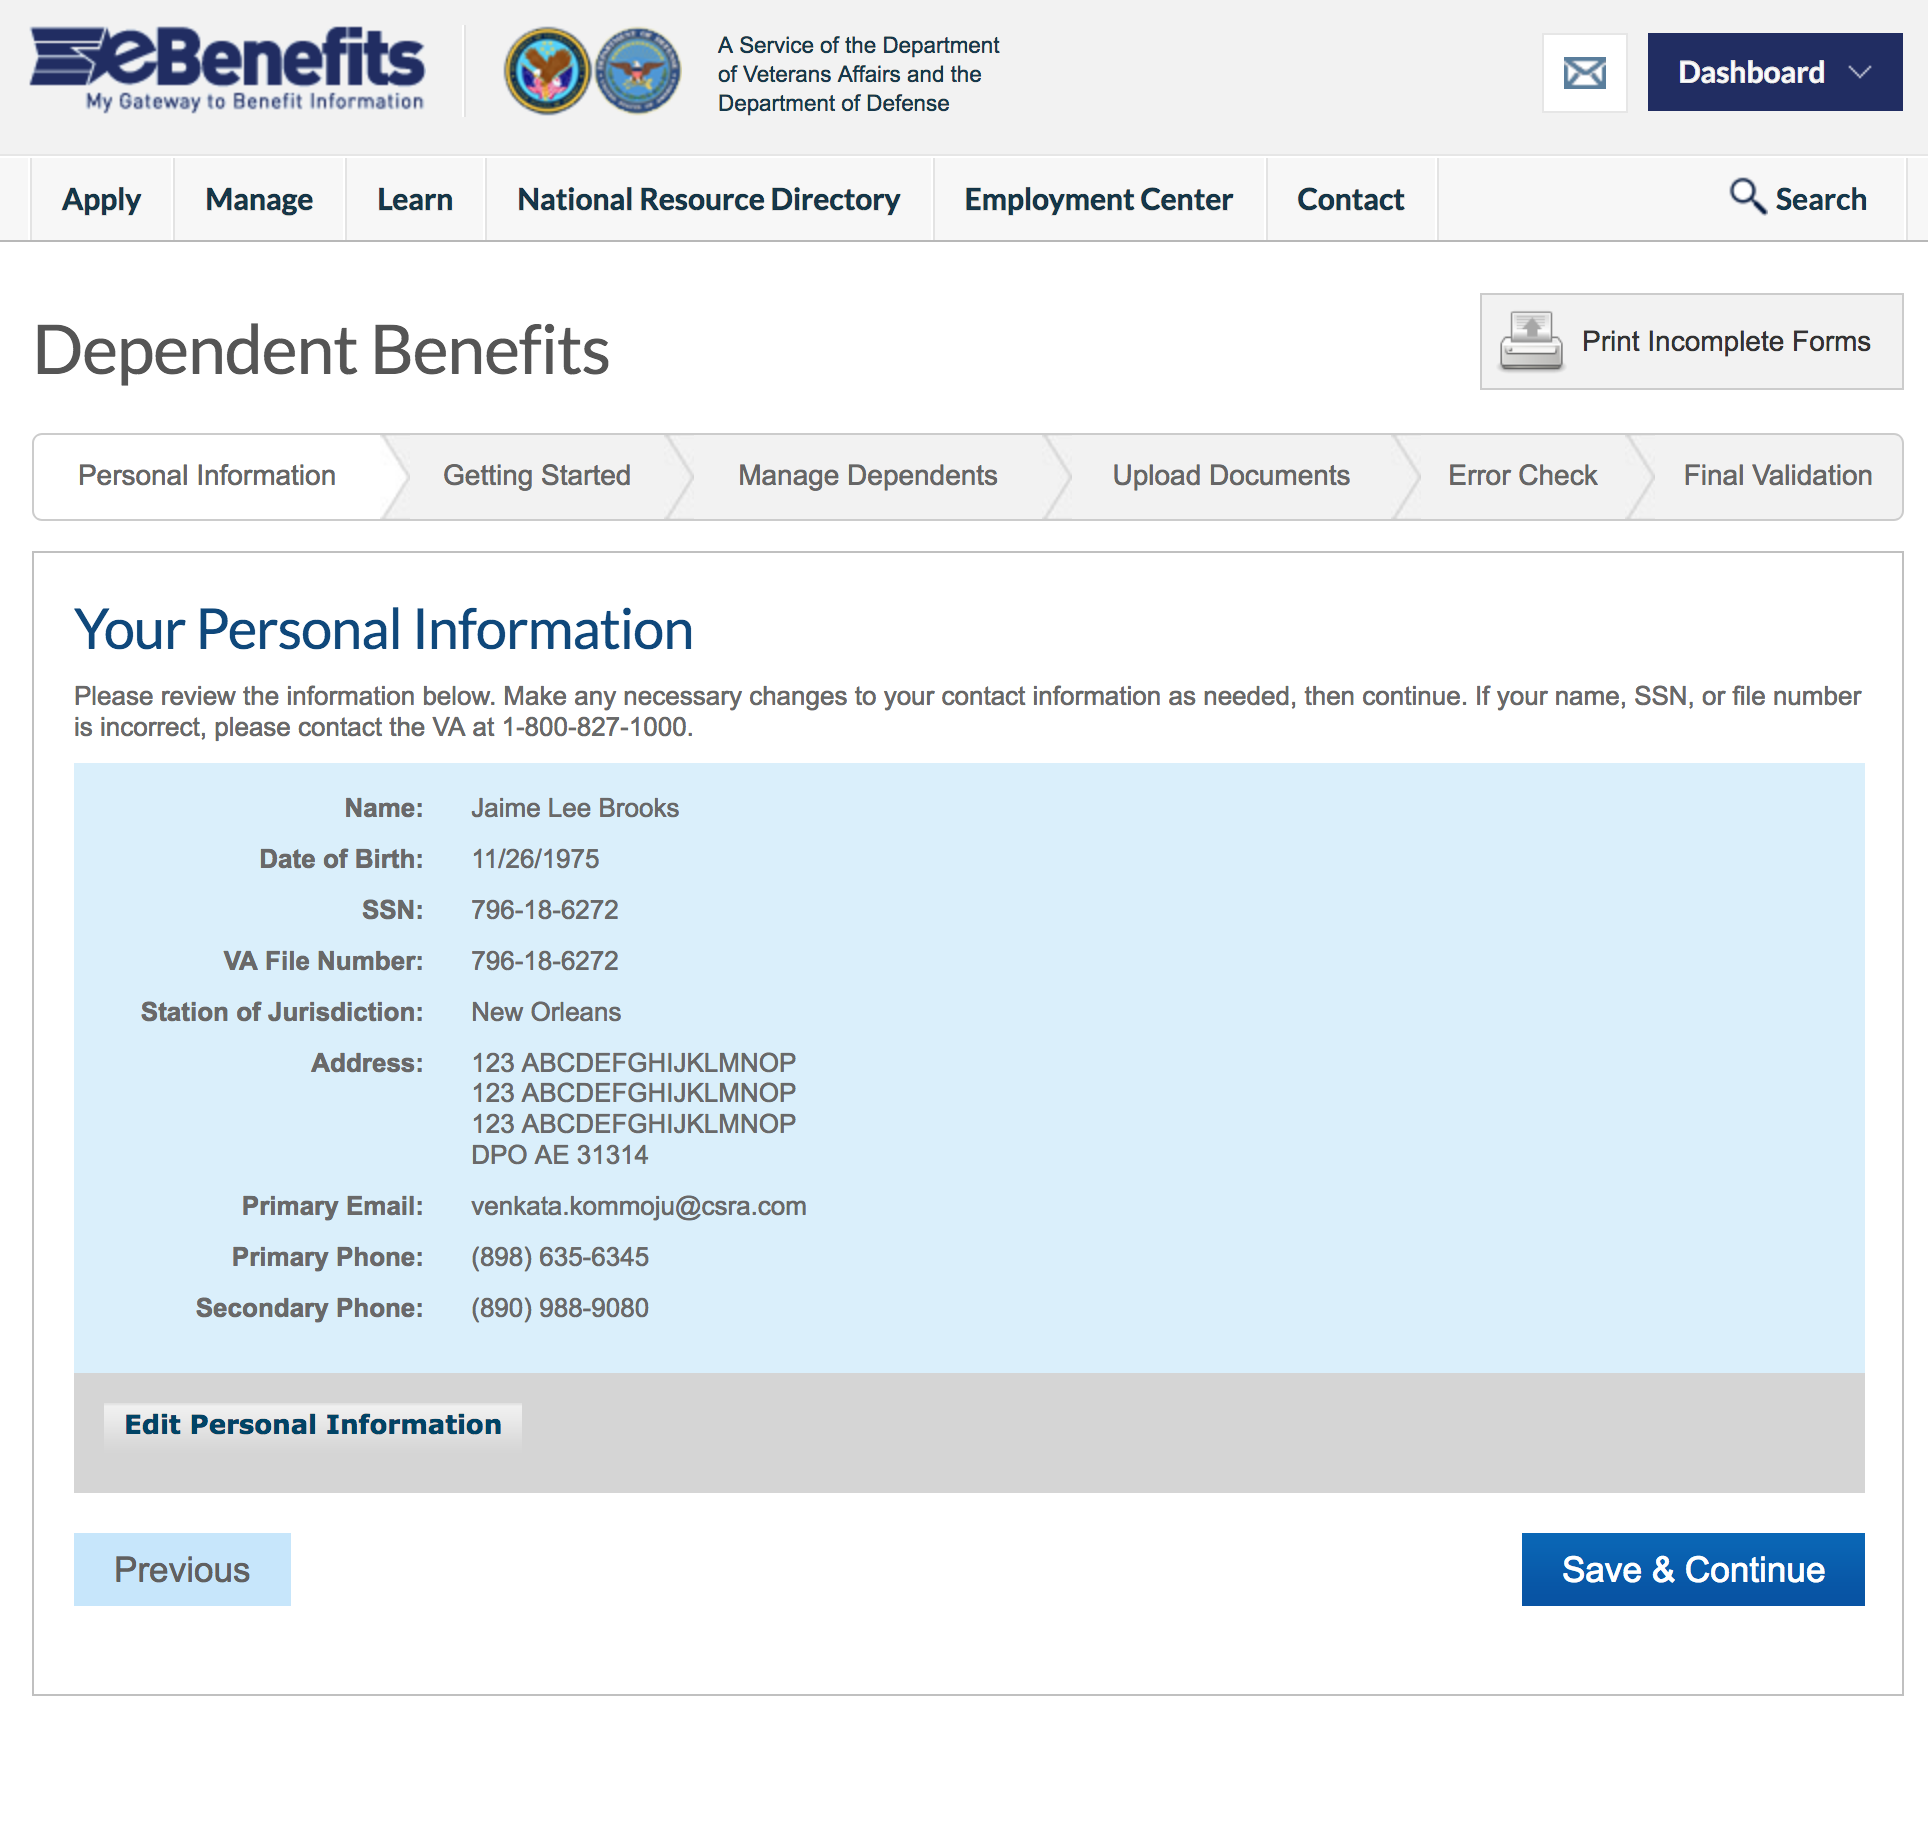 eBenefits
My Gateway to Benefit Information
A Service of the Department
of Veterans Affairs and the
Department of Defense
Dashboard
Apply
Manage
Learn
National Resource Directory
Employment Center
Contact
Search
Dependent Benefits
Print Incomplete Forms
Personal Information
Getting Started
Manage Dependents
Upload Documents
Error Check
Final Validation
Your Personal Information
Please review the information below. Make any necessary changes to your contact information as needed, then continue. If your name, SSN, or file number
is incorrect, please contact the VA at 1-800-827-1000.
Name: Jaime Lee Brooks
Date of Birth: 11/26/1975
SSN: 796-18-6272
VA File Number: 796-18-6272
Station of Jurisdiction: New Orleans
Address: 123 ABCDEFGHIJKLMNOP
123 ABCDEFGHIJKLMNOP
123 ABCDEFGHIJKLMNOP
DPO AE 31314
Primary Email: venkata.kommoju@csra.com
Primary Phone: (898) 635-6345
Secondary Phone: (890) 988-9080
Edit Personal Information
Previous
Save & Continue